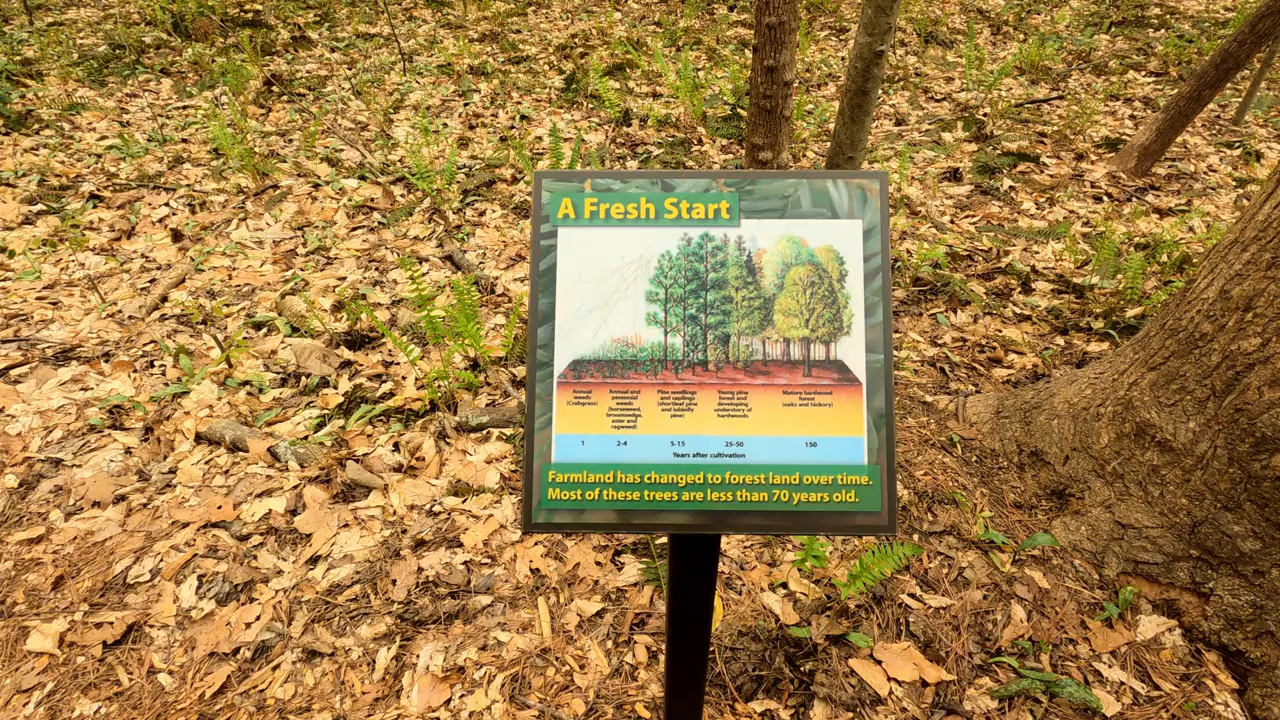 A Fresh Start
Annual
weeds
(Crabgrass)
Annual and
perennial
weeds
(horseweed,
broomsedge,
aster and
ragweed)
Pine seedlings
and saplings
(shortleaf pine
and loblolly
pine)
Young pine
forest and
developing
understory of
hardwoods
Mature hardwood
forest
(oaks and hickory)
1
2-4
5-15
25-50
150
Years after cultivation
Farmland has changed to forest land over time.
Most of these trees are less than 70 years old.